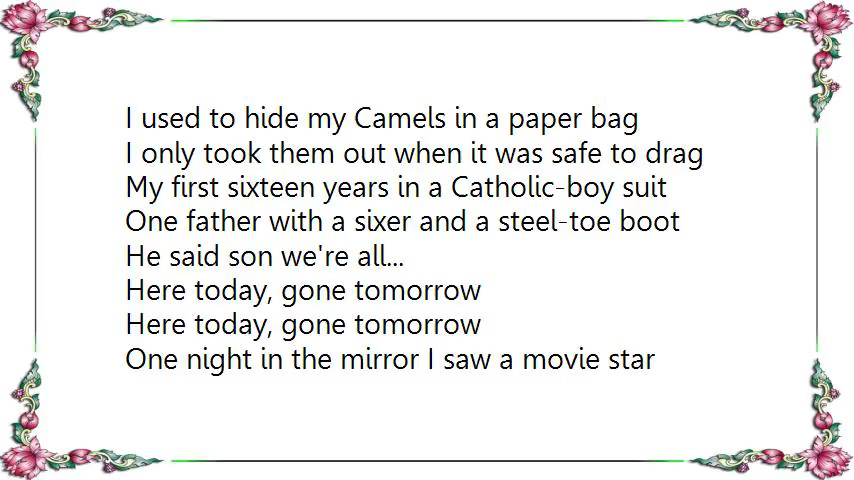 I used to hide my Camels in a paper bag
I only took them out when it was safe to drag
My first sixteen years in a Catholic-boy suit
One father with a sixer and a steel-toe boot
He said son we're all...
Here today, gone tomorrow
Here today, gone tomorrow
One night in the mirror I saw a movie star